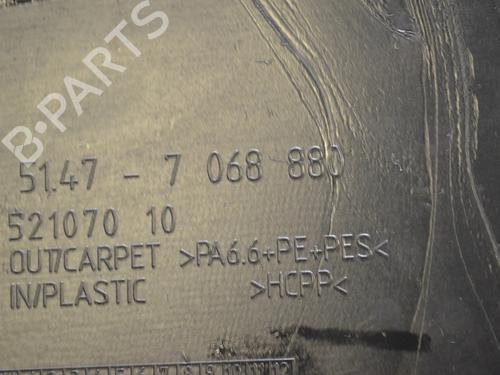 B-PARTS
51.47 - 7 068 880
521070 10
OUT/CARPET >PA6.6+PE+PES<
IN/PLASTIC >HCPP<